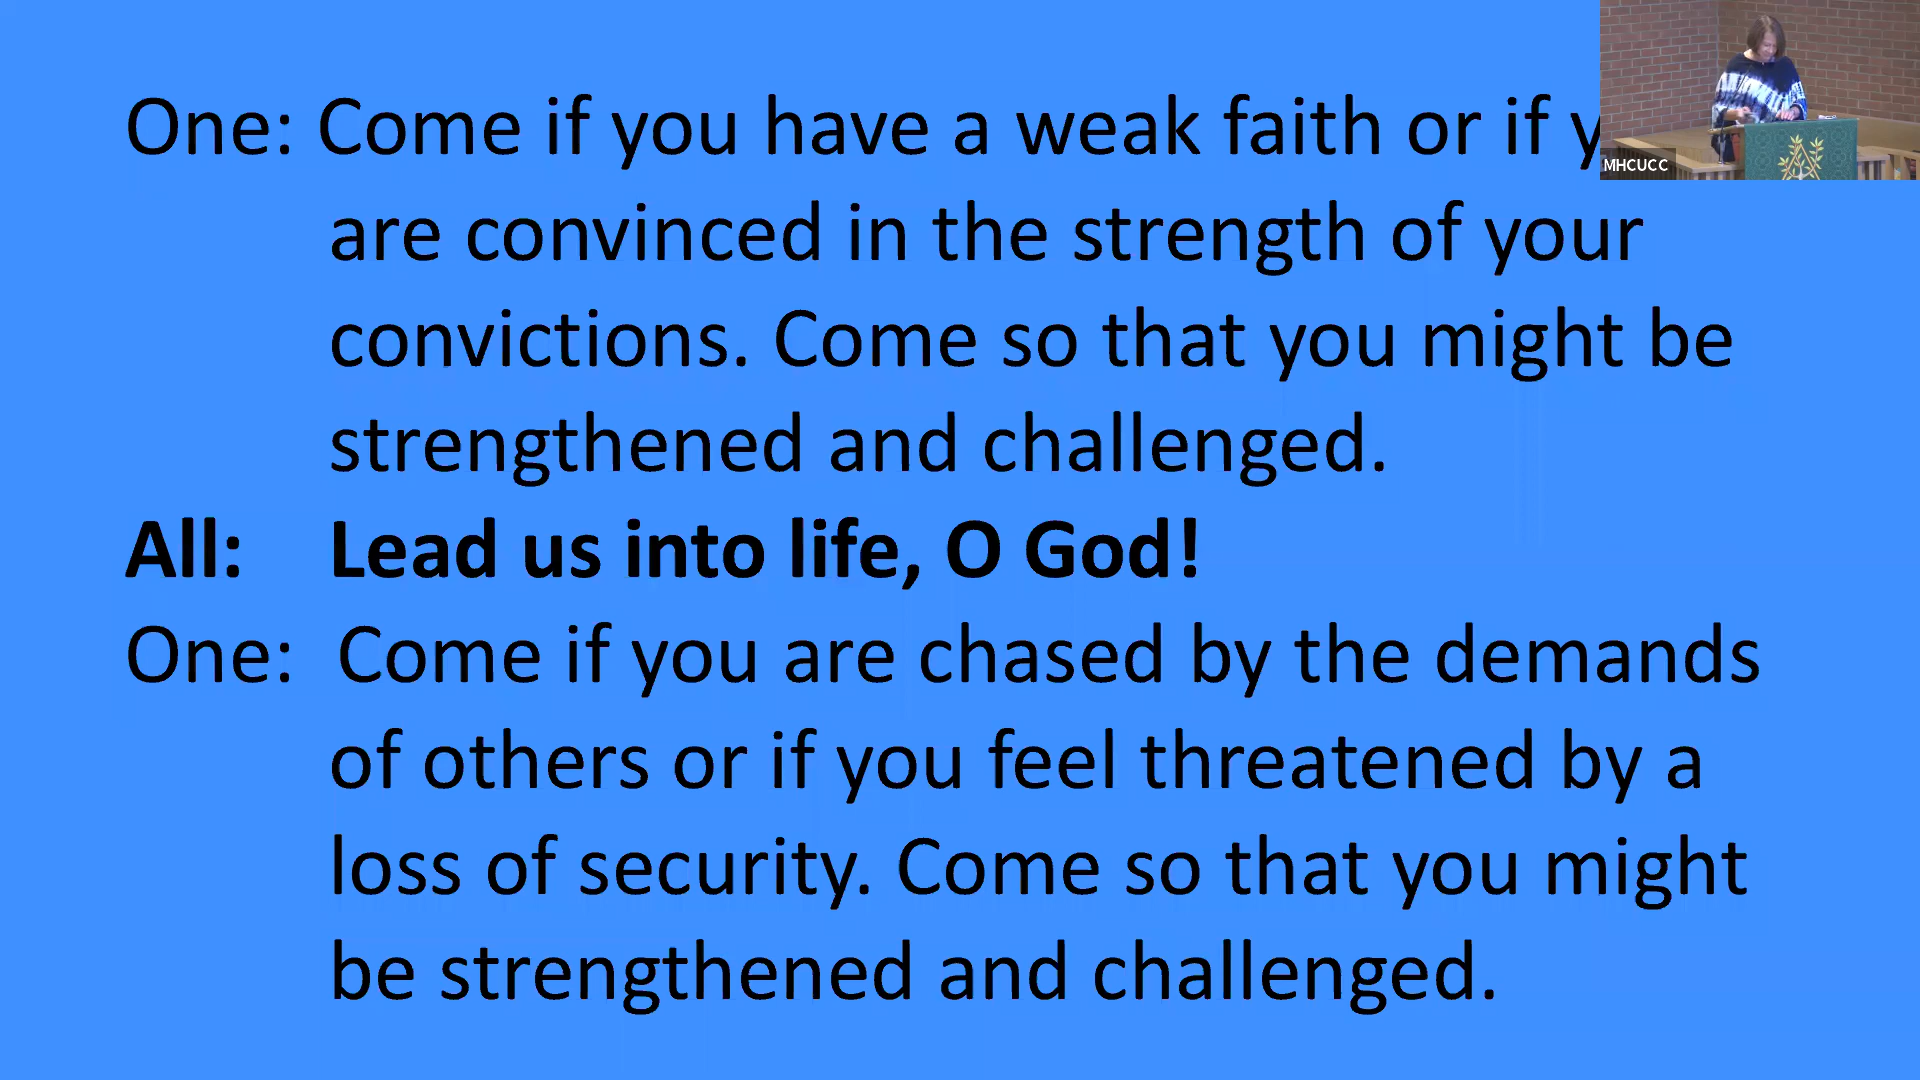 One: Come if you have a weak faith or if y
are convinced in the strength of your
convictions. Come so that you might be
strengthened and challenged.
All: Lead us into life, O God!
One: Come if you are chased by the demands
of others or if you feel threatened by a
loss of security. Come so that you might
be strengthened and challenged.
MHCUCC